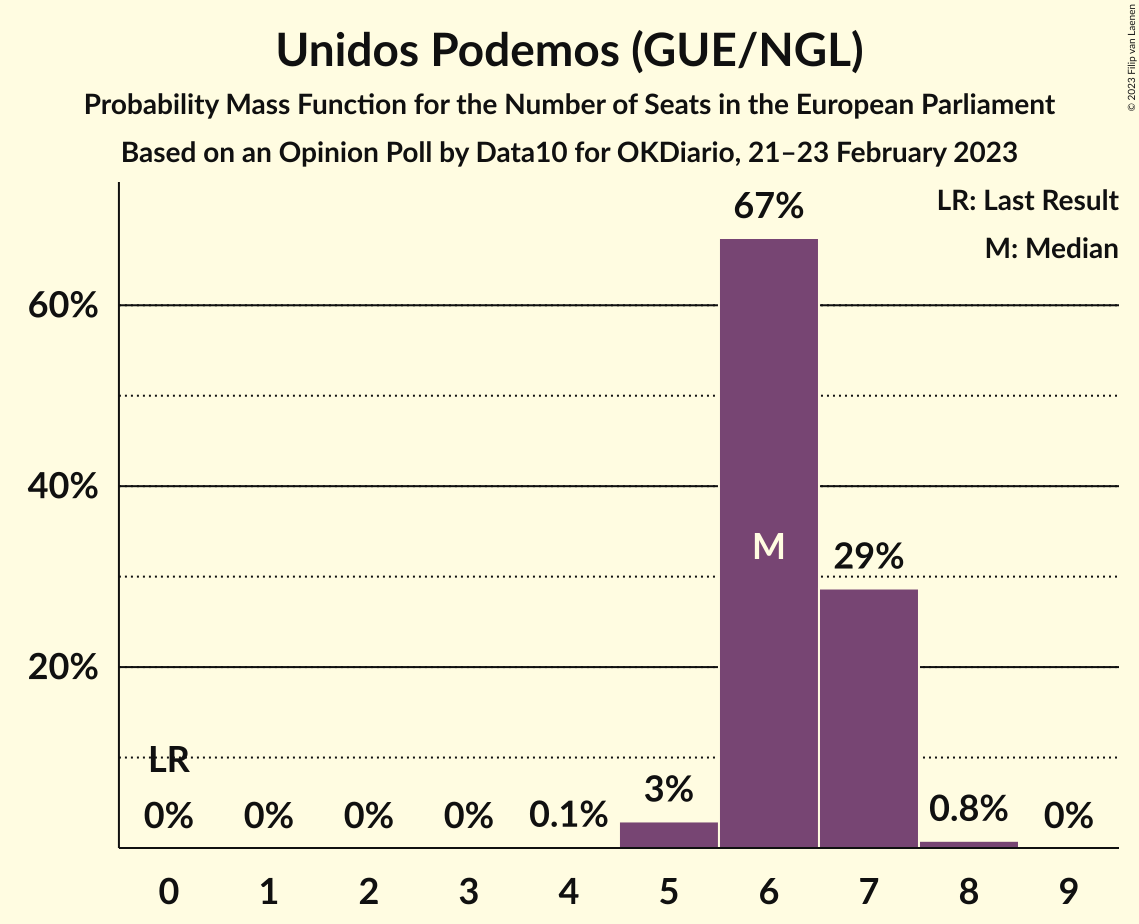 Unidos Podemos (GUE/NGL)
Probability Mass Function for the Number of Seats in the European Parliament
Based on an Opinion Poll by Data10 for OKDiario, 21–23 February 2023
© 2023 Filip van Laenen
LR: Last Result
M: Median
67%
60%
40%
M
29%
20%
LR
0% 0% 0% 0% 0.1% 3% 0.8% 0%
0 1 2 3 4 5 6 7 8 9